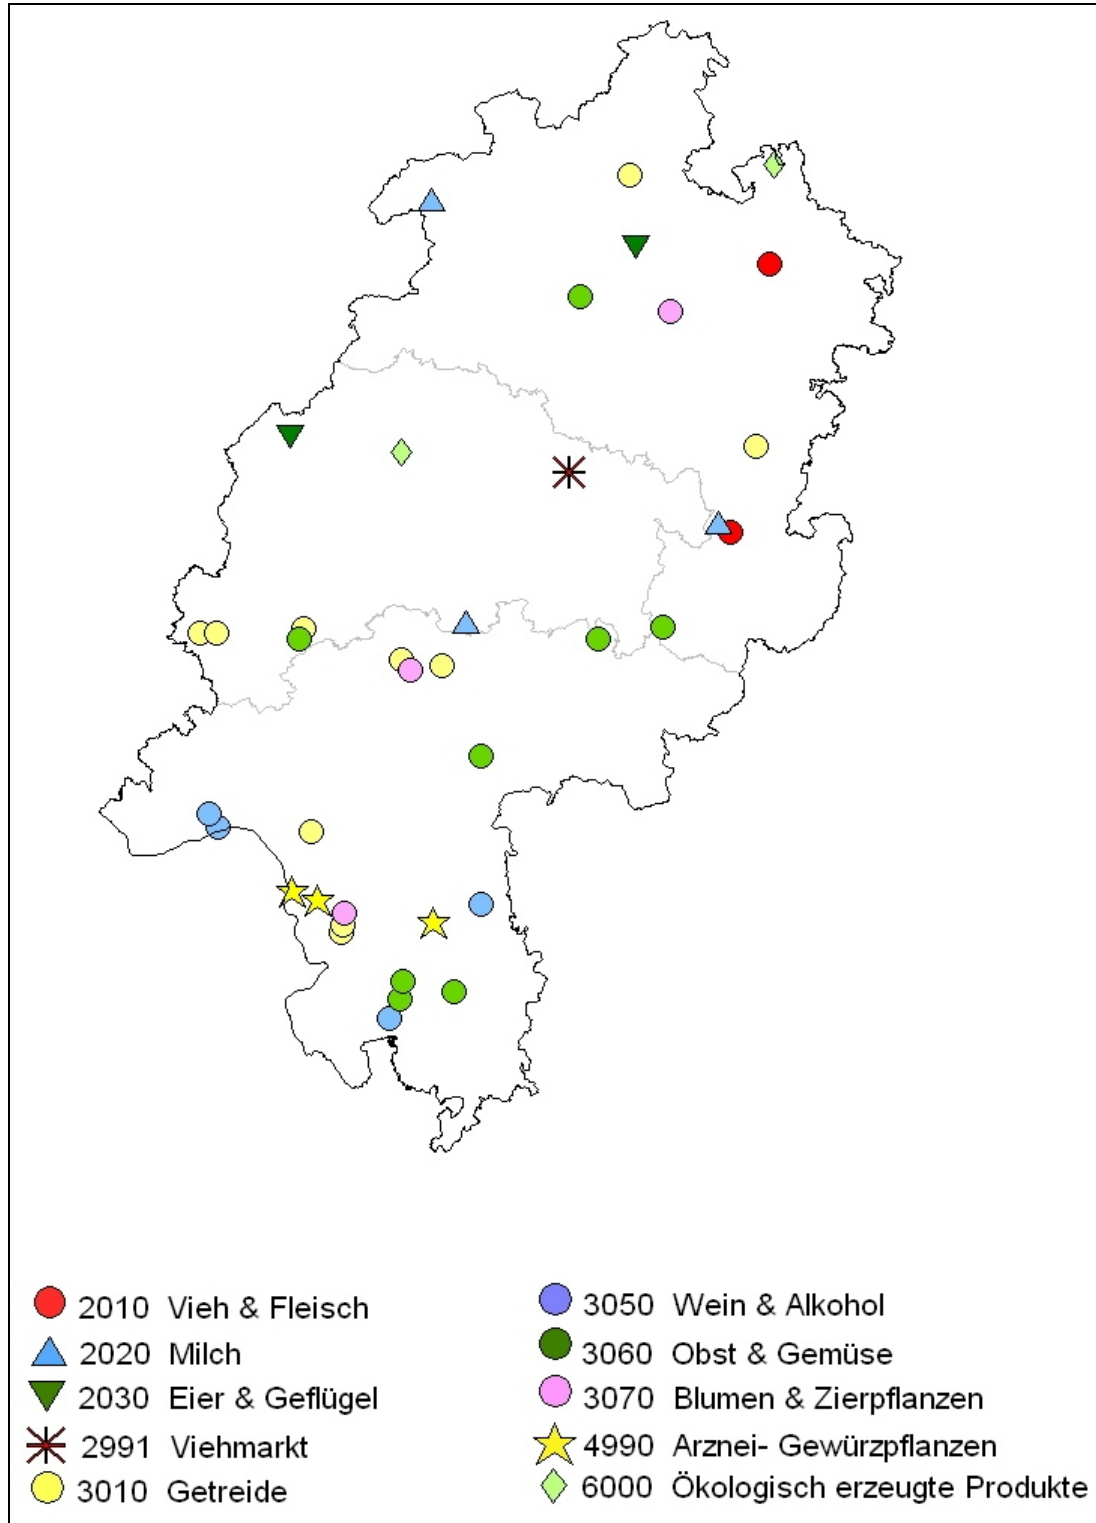 2010 Vieh & Fleisch
2020 Milch
2030 Eier & Geflügel
2991 Viehmarkt
3010 Getreide
3050 Wein & Alkohol
3060 Obst & Gemüse
3070 Blumen & Zierpflanzen
4990 Arznei- Gewürzpflanzen
6000 Ökologisch erzeugte Produkte